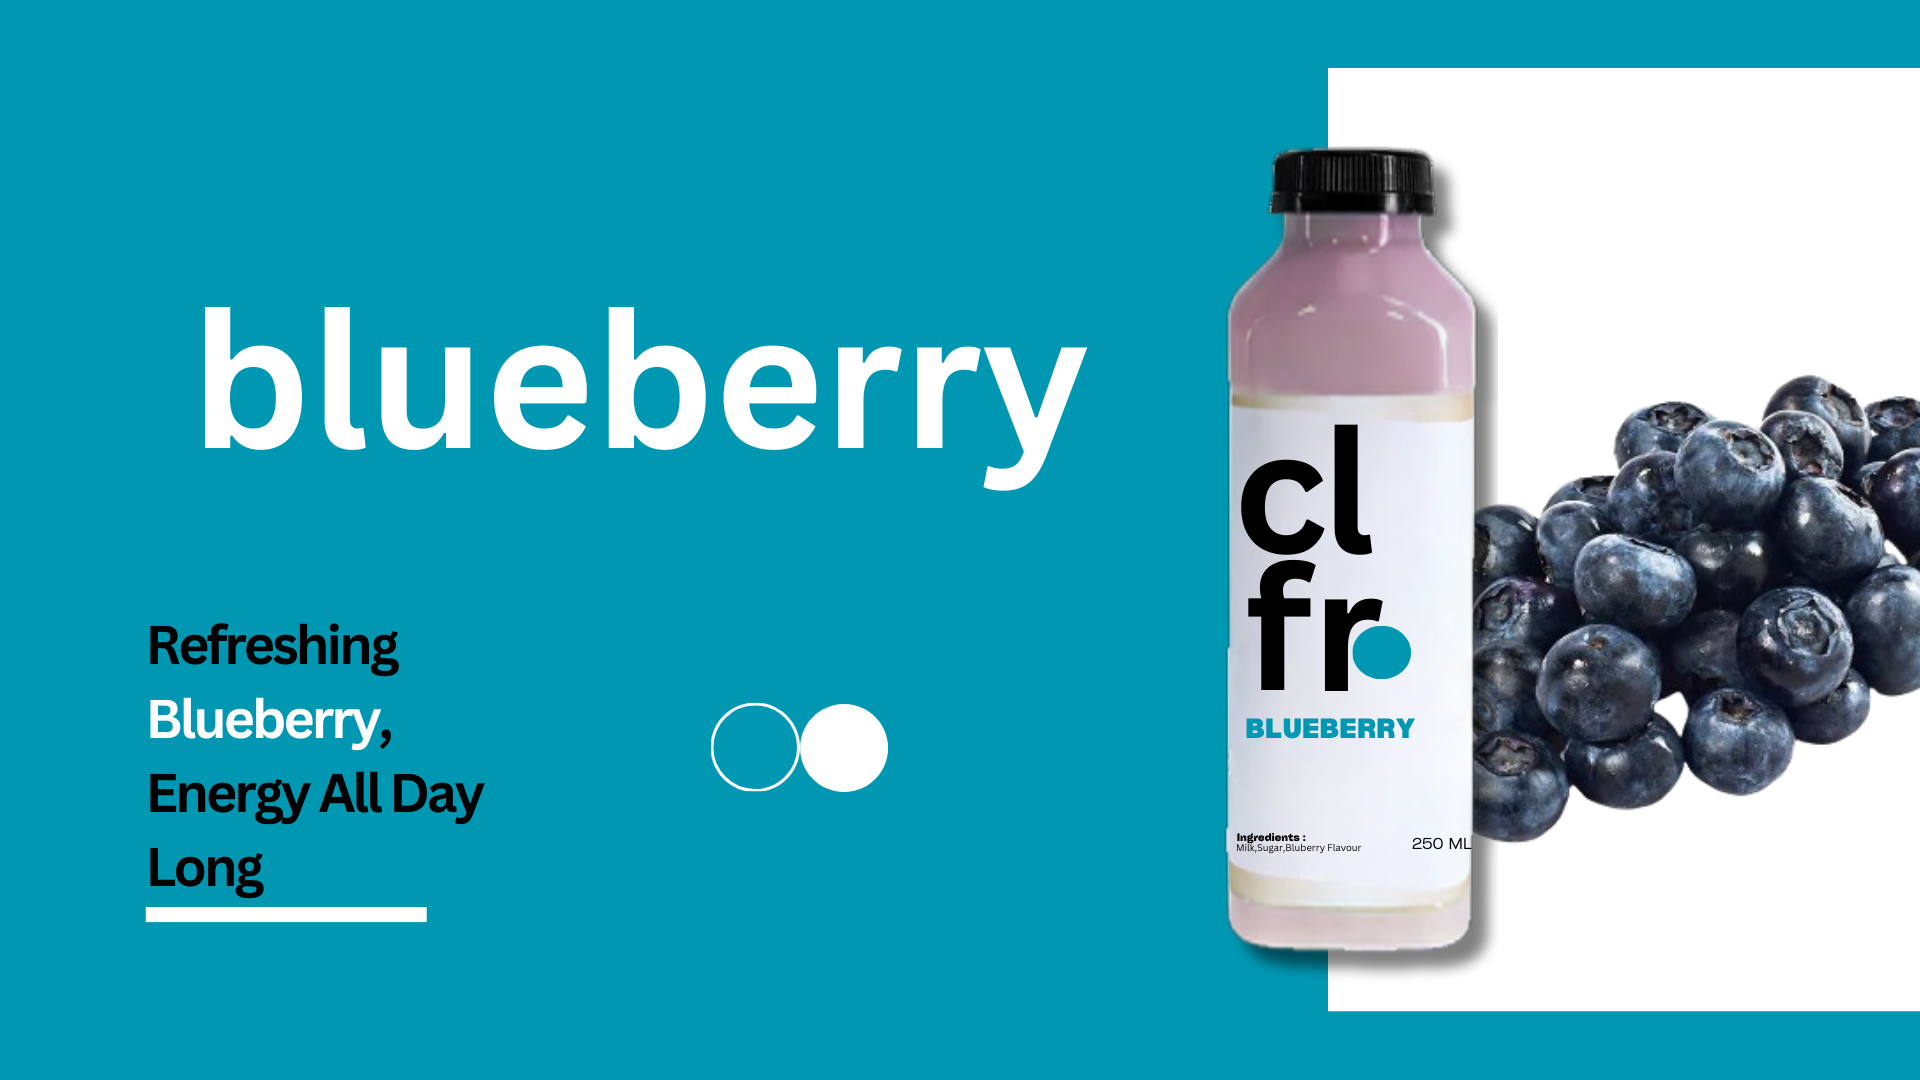 blueberry
Refreshing
Blueberry,
Energy All Day
Long
cl
fr
BLUEBERRY
Ingredients :
Milk,Sugar,Bluberry Flavour
250 ML